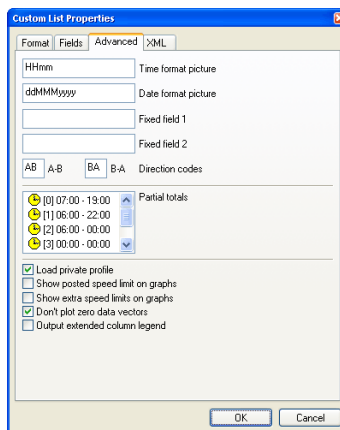 Custom List Properties
Format Fields Advanced XML
HHmm Time format picture
ddMMMyyyy Date format picture
Fixed field 1
Fixed field 2
AB A-B BA B-A Direction codes
[0] 07:00 - 19:00 Partial totals
[1] 06:00 - 22:00
[2] 06:00 - 00:00
[3] 00:00 - 00:00
Load private profile
Show posted speed limit on graphs
Show extra speed limits on graphs
Don't plot zero data vectors
Output extended column legend
OK Cancel